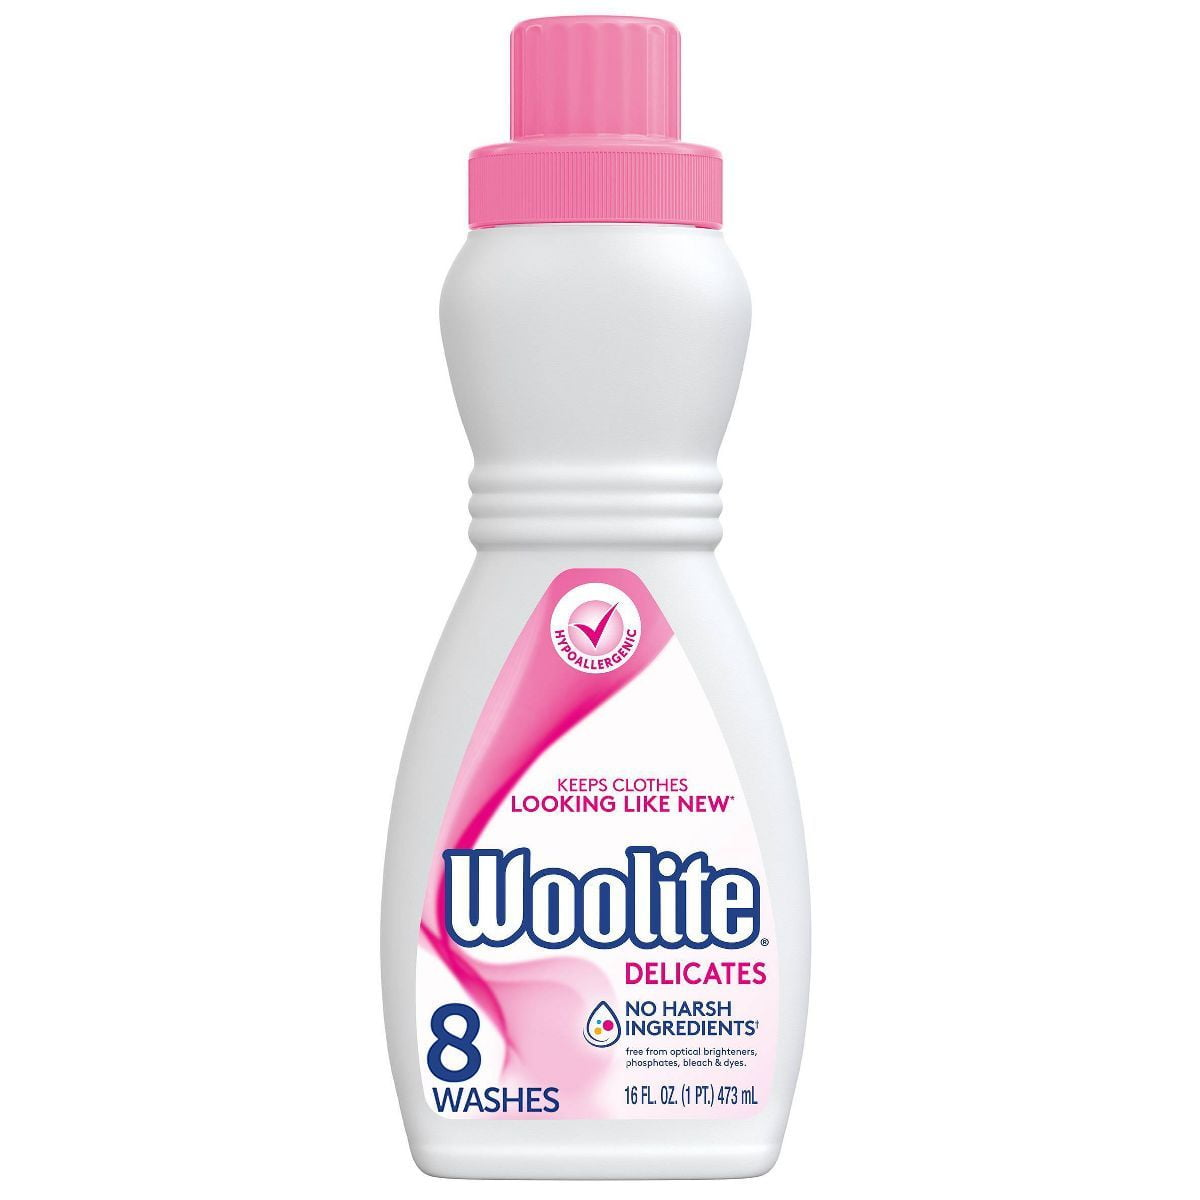 HYPOALLERGENIC
KEEPS CLOTHES
LOOKING LIKE NEW*
Woolite®
DELICATES
NO HARSH
INGREDIENTS†
free from optical brighteners,
phosphates, bleach & dyes.
8
WASHES
16 FL. OZ. (1 PT.) 473 mL